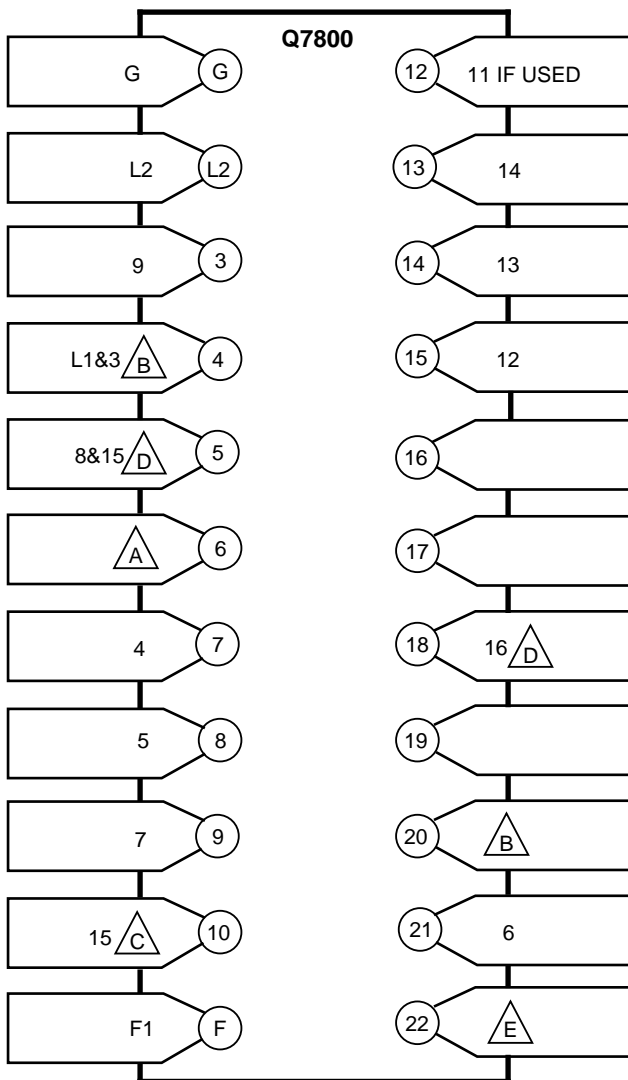 Q7800
G G
L2 L2
9 3
L1&3 B 4
8&15 D 5
A 6
4 7
5 8
7 9
15 C 10
F1 F
12 11 IF USED
13 14
14 13
15 12
16
17
18 16 D
19
20 B
21 6
22 E